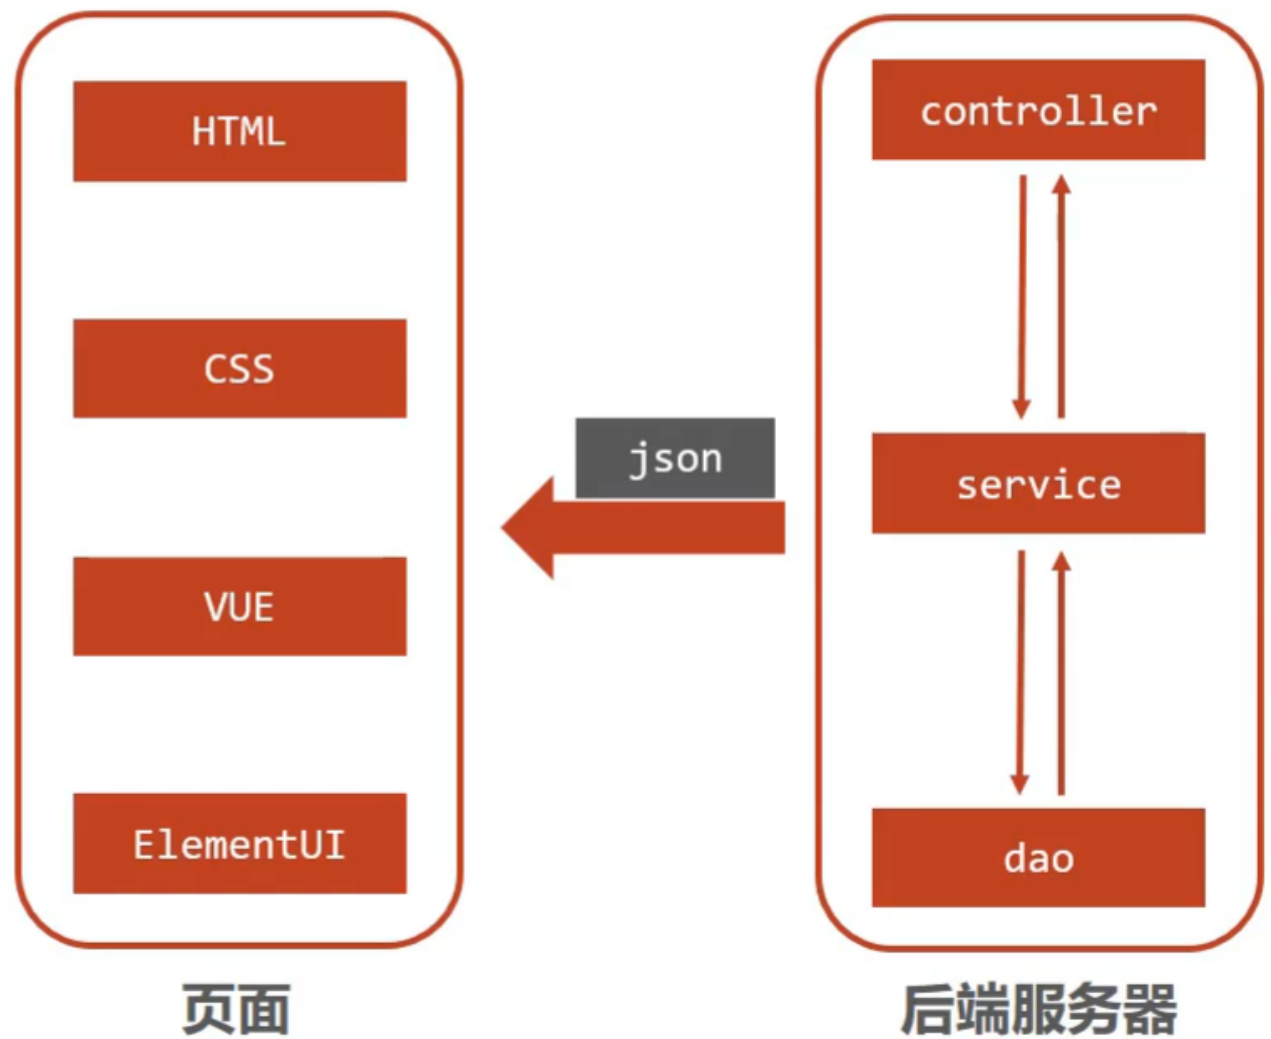 HTML
CSS
VUE
ElementUI
页面
json
controller
service
dao
后端服务器